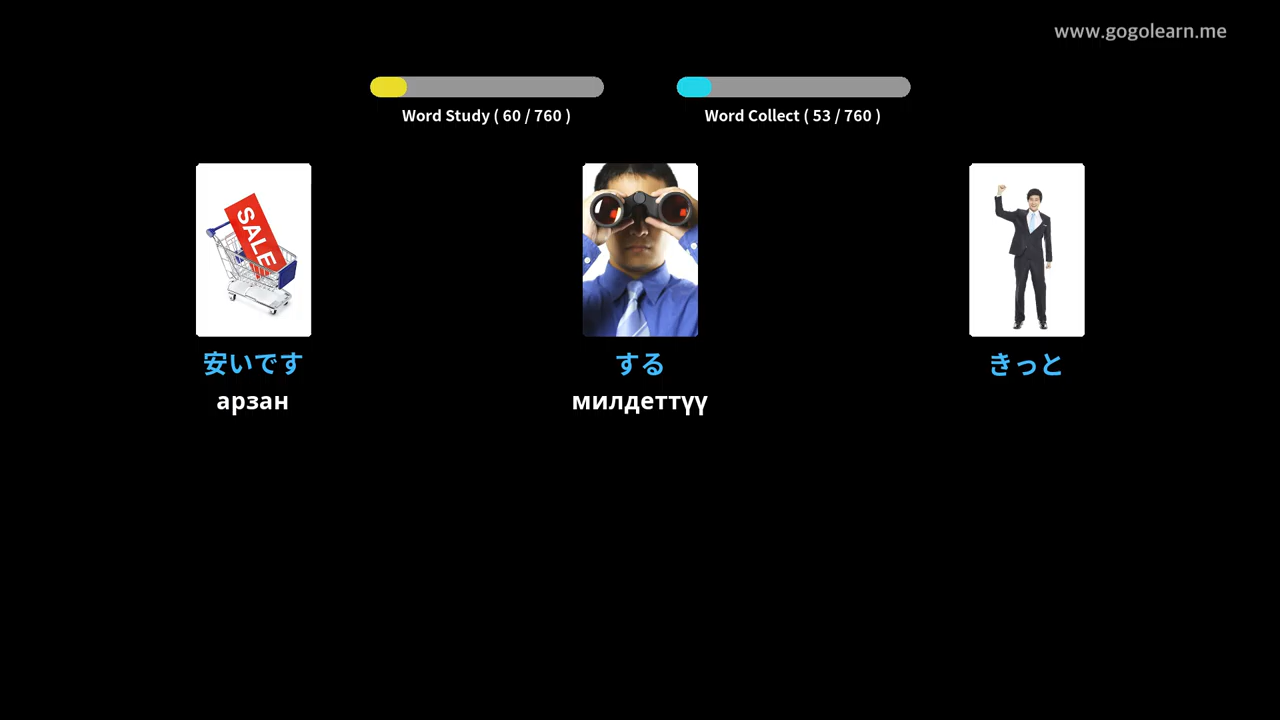 www.gogolearn.me
Word Study ( 60 / 760 )
Word Collect ( 53 / 760 )
SALE
安いです
する
きっと
арзан
милдеттүү